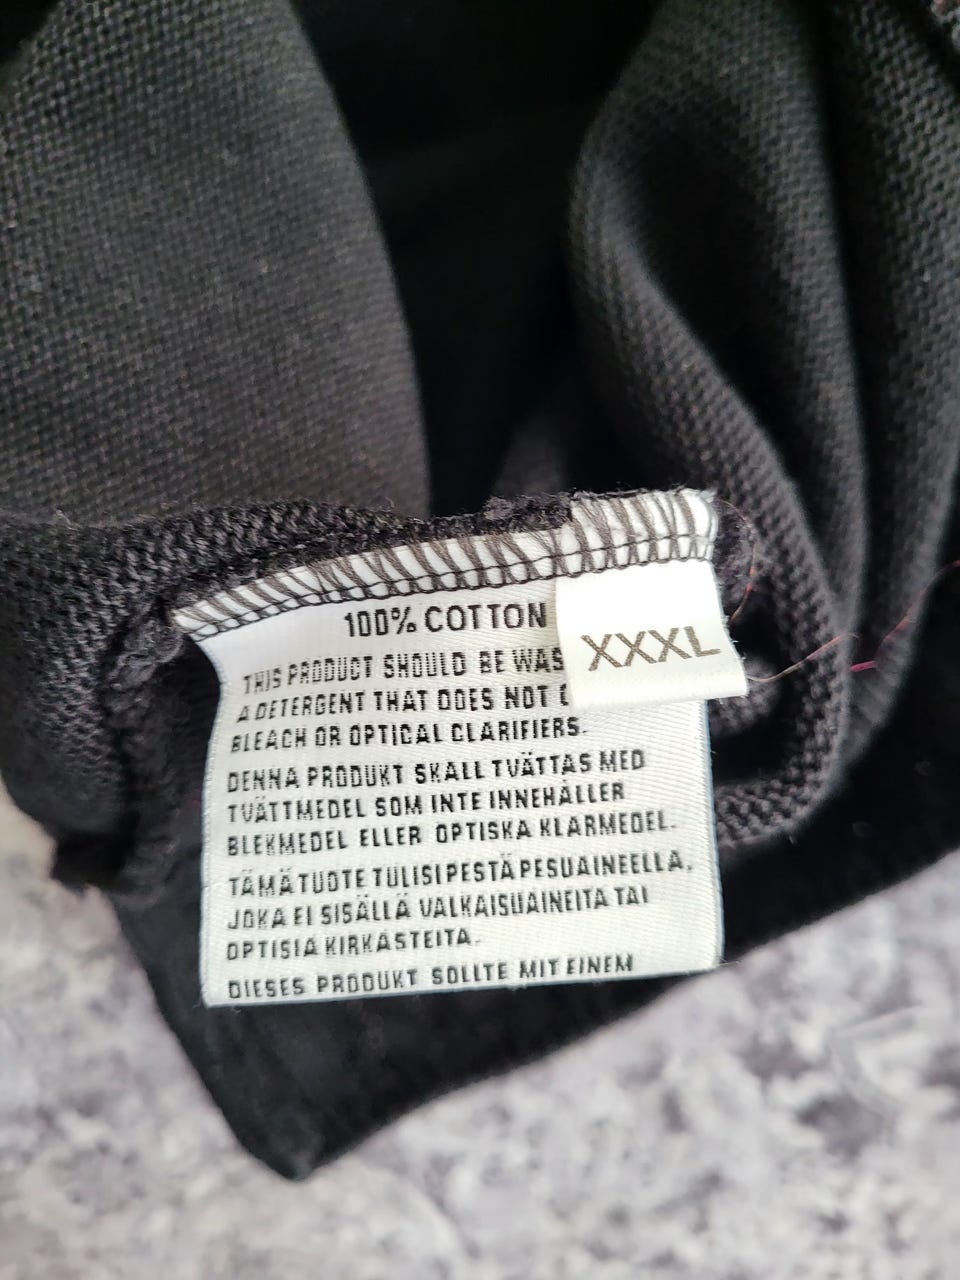 100% COTTON
XXXL
THIS PRODUCT SHOULD BE
A DETERGENT THAT DOES NOT
BLEACH OR OPTICAL CLARIFIERS.
DENNA PRODUKT SKALL TVÄTTAS MED
TVÄTTMEDEL SOM INTE INNEHÅLLER
BLEKMEDEL ELLER OPTISKA KLARMEDEL.
TÄMÄ TUOTE TULISI PESTÄ PESUAINEELLA,
JOKA EI SISÄLLÄ VALKAISUAINEITA TAI
OPTISIA KIRKASTEITA.
DIESES PRODUKT SOLLTE MIT EINEM